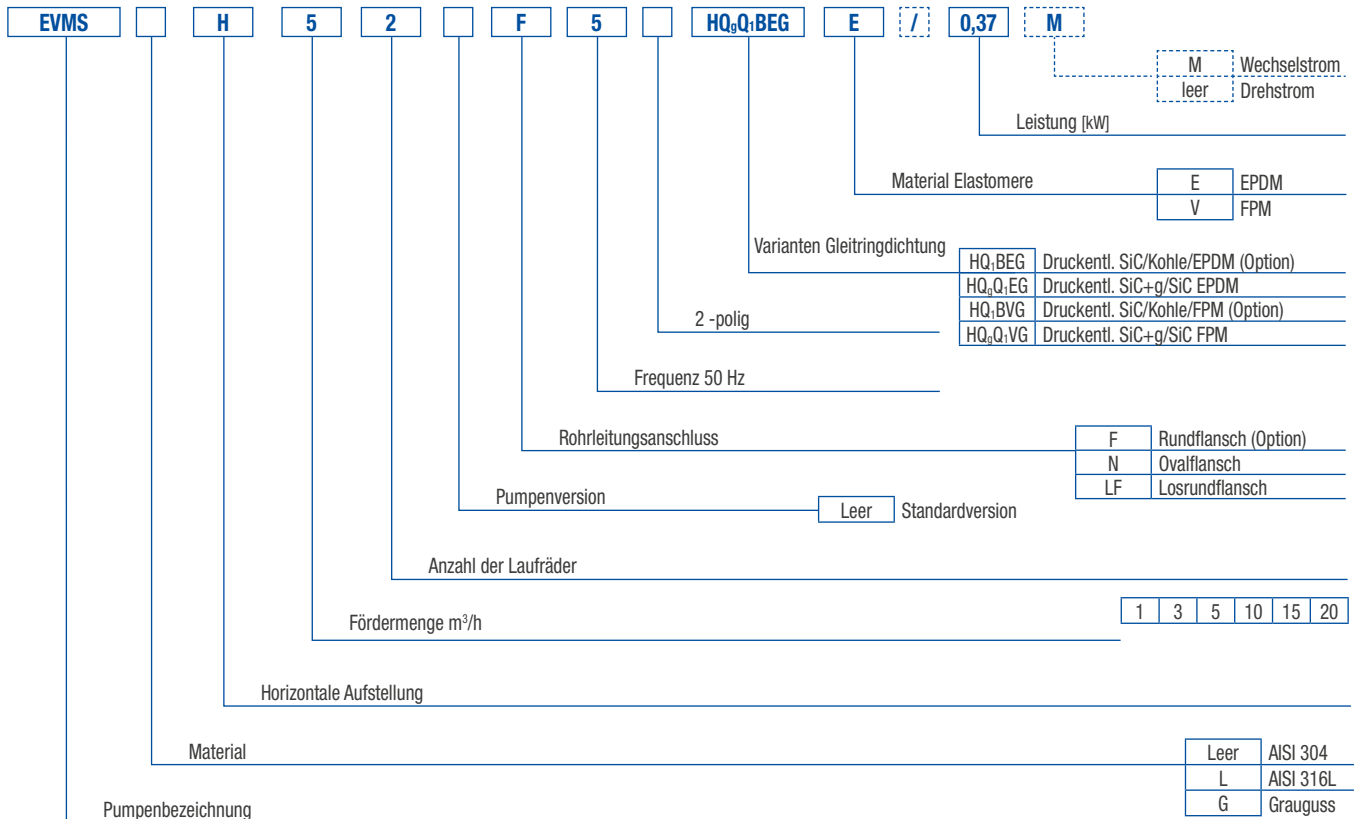 EVMS H 5 2 F 5 HQgQ1BEG E / 0,37 M
M Wechselstrom
leer Drehstrom
Leistung [kW]
Material Elastomere
E EPDM
V FPM
Varianten Gleitringdichtung
HQ1BEG Druckentl. SiC/Kohle/EPDM (Option)
HQgQ1EG Druckentl. SiC+g/SiC EPDM
HQ1BVG Druckentl. SiC/Kohle/FPM (Option)
HQgQ1VG Druckentl. SiC+g/SiC FPM
2 -polig
Frequenz 50 Hz
Rohrleitungsanschluss
F Rundflansch (Option)
N Ovalflansch
LF Losrundflansch
Pumpenversion
Leer Standardversion
Anzahl der Laufräder
1 3 5 10 15 20
Fördermenge m³/h
Horizontale Aufstellung
Material
Leer AISI 304
L AISI 316L
G Grauguss
Pumpenbezeichnung